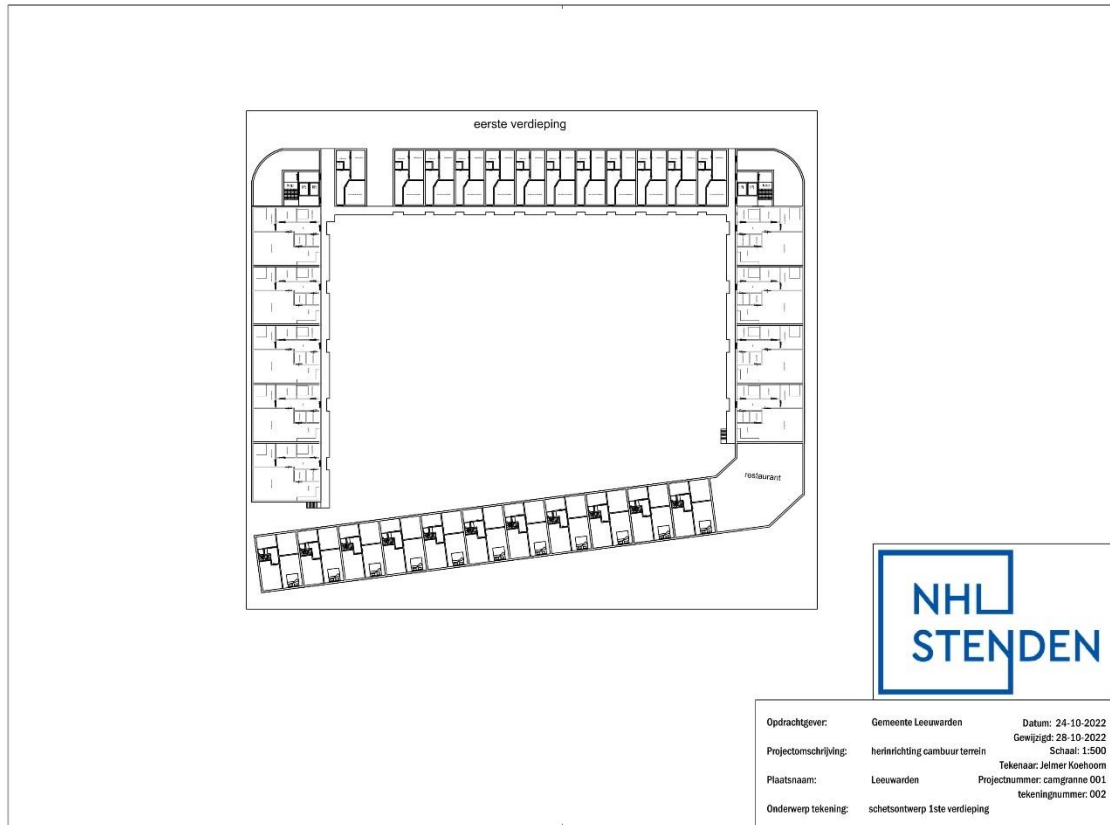 eerste verdieping
restaurant
NHL
STENDEN
Opdrachtgever: Gemeente Leeuwarden Datum: 24-10-2022
Gewijzigd: 28-10-2022
Projectomschrijving: herinrichting cambuur terrein Schaal: 1:500
Tekenaar: Jelmer Koehoorn
Plaatsnaam: Leeuwarden Projectnummer: camgranne 001
tekeningnummer: 002
Onderwerp tekening: schetsontwerp 1ste verdieping